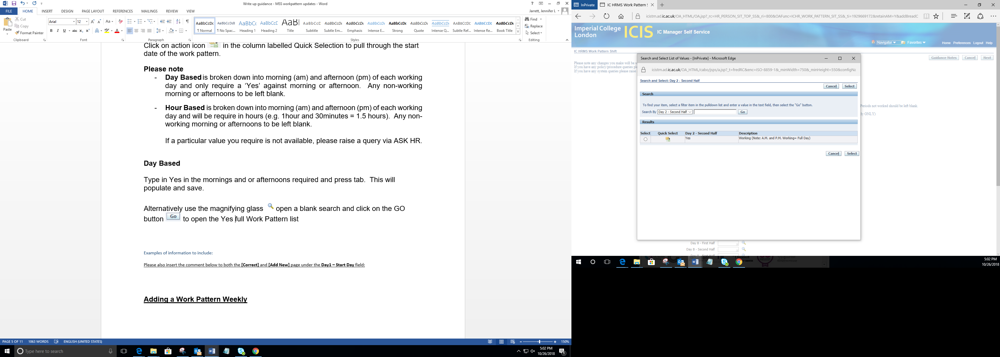 Write up guidance - MSS workpattern updates - Word
Jarrett, Jennifer L
FILE HOME INSERT DESIGN PAGE LAYOUT REFERENCES MAILINGS REVIEW VIEW
Paste
Cut
Copy
Format Painter
Clipboard
Arial 12
Font
Paragraph
AaBbCcDc AaBbCcDd AaBbCc AaBbCcE AaBl AaBbCcD AaBbCcDc AaBbCcDc AaBbCcDc AaBbCcDc AaBbCcDc AaBbCcDc AaBbCcDd AaBbCcDd AaBbCcDc
¶ Normal ¶ No Spac... Heading 1 Heading 2 Title Subtitle Subtle Em... Emphasis Intense E... Strong Quote Intense Q... Subtle Ref... Intense Re... Book Title
Styles
Find
Replace
Select
Editing
Click on action icon in the column labelled Quick Selection to pull through the start
date of the work pattern.
Please note
- Day Based is broken down into morning (am) and afternoon (pm) of each working
day and only require a ‘Yes’ against morning or afternoon. Any non-working
morning or afternoons to be left blank.
- Hour Based is broken down into morning (am) and afternoon (pm) of each working
day and will be require in hours (e.g. 1hour and 30minutes = 1.5 hours). Any non-
working morning or afternoons to be left blank.
If a particular value you require is not available, please raise a query via ASK HR.
Day Based
Type in Yes in the mornings and or afternoons required and press tab. This will
populate and save.
Alternatively use the magnifying glass open a blank search and click on the GO
button Go to open the Yes full Work Pattern list
Examples of information to include:
Please also insert the comment below to both the [Correct] and [Add New] page under the Day1 – Start Day field:
Adding a Work Pattern Weekly
PAGE 5 OF 11 1063 WORDS ENGLISH (UNITED STATES) 150%
Type here to search
5:02 PM
10/26/2018
InPrivate IC HRMS Work Pattern S
icistrn.ad.ic.ac.uk/OA_HTML/OA.jsp?_rc=HR_PERSON_SIT_TOP_SS&_ri=800&OAFunc=ICHR_WORK_PATTERN_SIT_SS&_ti=1929669172&retainAM=Y&addBreadC
Imperial College
London
ICIS IC Manager Self Service
Navigator Favorites Home Preferences Logout Help
IC HRMS Work Pattern Shift
Guidance Notes Cancel Next
Please note any changes you make will be s
If you have any policy/procedure queries pl
If you have any system queries please raise
Periods not worked should be left blank.
ly ONLY)
Search and Select List of Values - [InPrivate] - Microsoft Edge
icistrn.ad.ic.ac.uk/OA_HTML/cabo/jsps/a.jsp?_t=fredRC&enc=ISO-8859-1&_minWidth=750&_minHeight=550&configNa
Search and Select: Day 2 - Second Half
Cancel Select
Search
To find your item, select a filter item in the pulldown list and enter a value in the text field, then select the "Go" button.
Search By Day 2 - Second Half Go
Results
Select Quick Select Day 2 - Second Half Description
Yes Working (Note: A.M. and P.M. Working= Full Day)
Cancel Select
Day 8 - First Half
Day 8 - Second Half
5:02 PM
10/26/2018